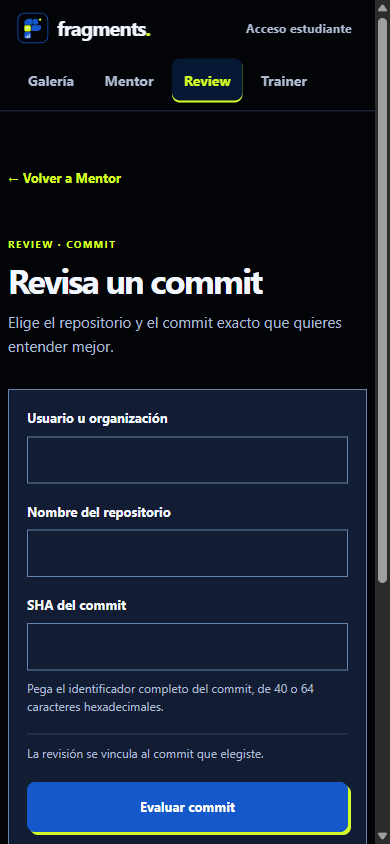 fragments.
Acceso estudiante
Galería
Mentor
Review
Trainer
← Volver a Mentor
REVIEW · COMMIT
Revisa un commit
Elige el repositorio y el commit exacto que quieres
entender mejor.
Usuario u organización
Nombre del repositorio
SHA del commit
Pega el identificador completo del commit, de 40 o 64
caracteres hexadecimales.
La revisión se vincula al commit que elegiste.
Evaluar commit